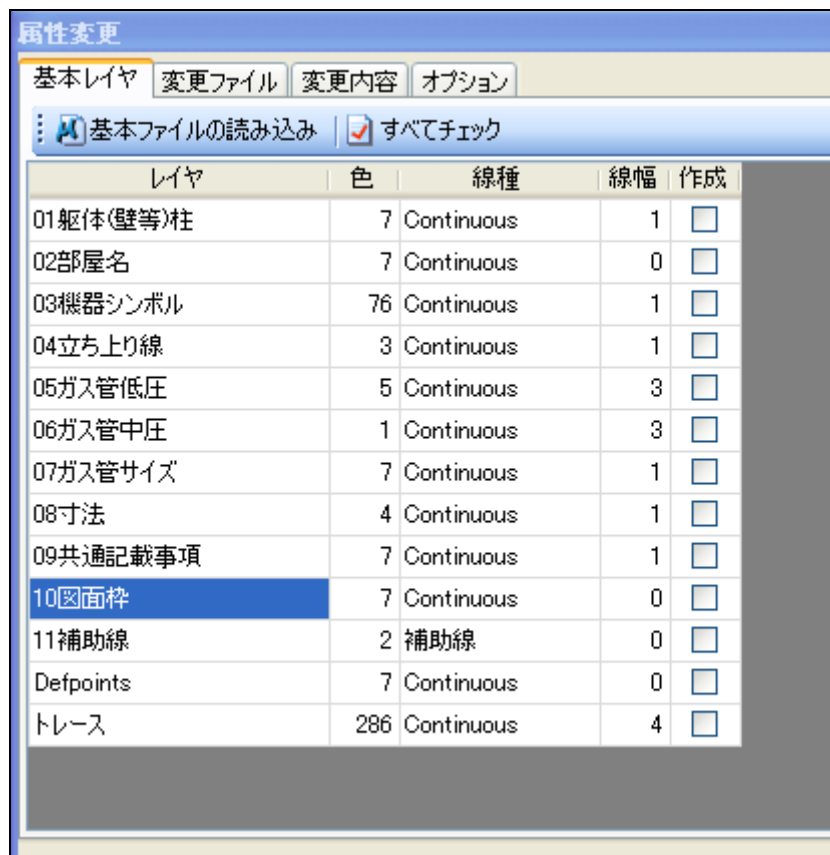 属性変更
基本レイヤ 変更ファイル 変更内容 オプション
基本ファイルの読み込み すべてチェック
レイヤ 色 線種 線幅 作成
01躯体(壁等)柱 7 Continuous 1
02部屋名 7 Continuous 0
03機器シンボル 76 Continuous 1
04立ち上り線 3 Continuous 1
05ガス管低圧 5 Continuous 3
06ガス管中圧 1 Continuous 3
07ガス管サイズ 7 Continuous 1
08寸法 4 Continuous 1
09共通記載事項 7 Continuous 1
10図面枠 7 Continuous 0
11補助線 2 補助線 0
Defpoints 7 Continuous 0
トレース 286 Continuous 4